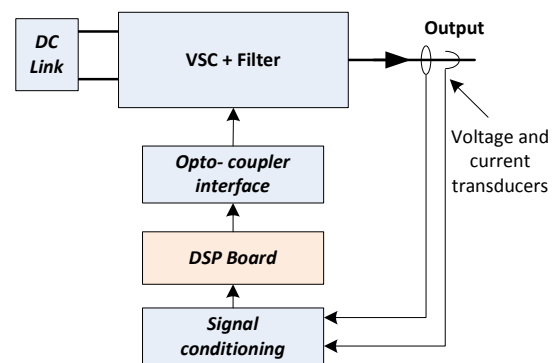 DC
Link
VSC + Filter
Output
Voltage and
current
transducers
Opto- coupler
interface
DSP Board
Signal
conditioning